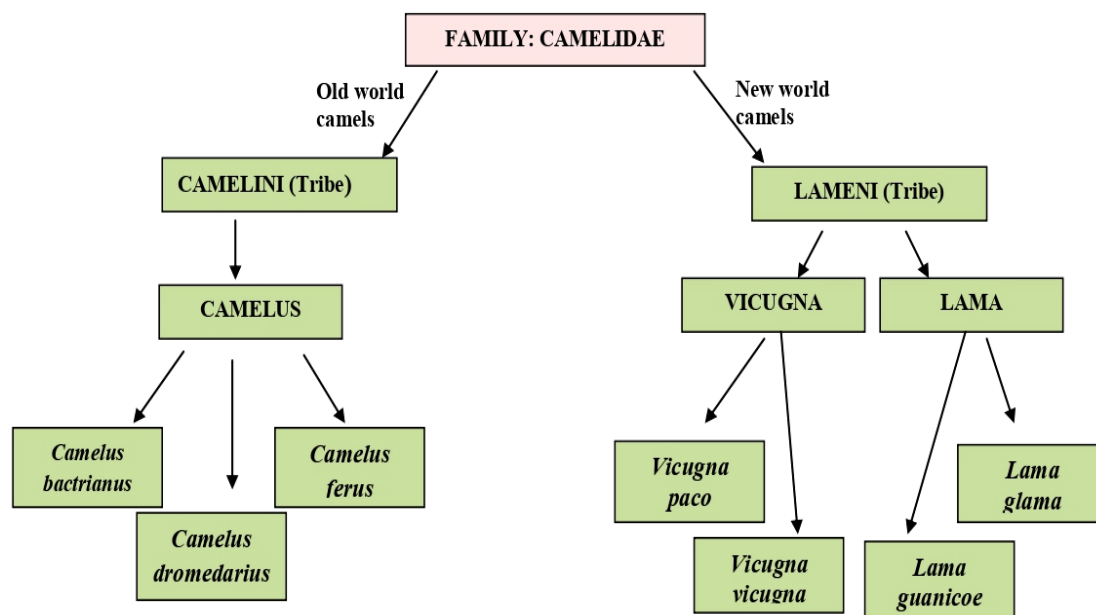 FAMILY: CAMELIDAE
Old world
camels
New world
camels
CAMELINI (Tribe)
LAMENI (Tribe)
CAMELUS
VICUGNA
LAMA
Camelus
bactrianus
Camelus
ferus
Camelus
dromedarius
Vicugna
paco
Vicugna
vicugna
Lama
guanicoe
Lama
glama